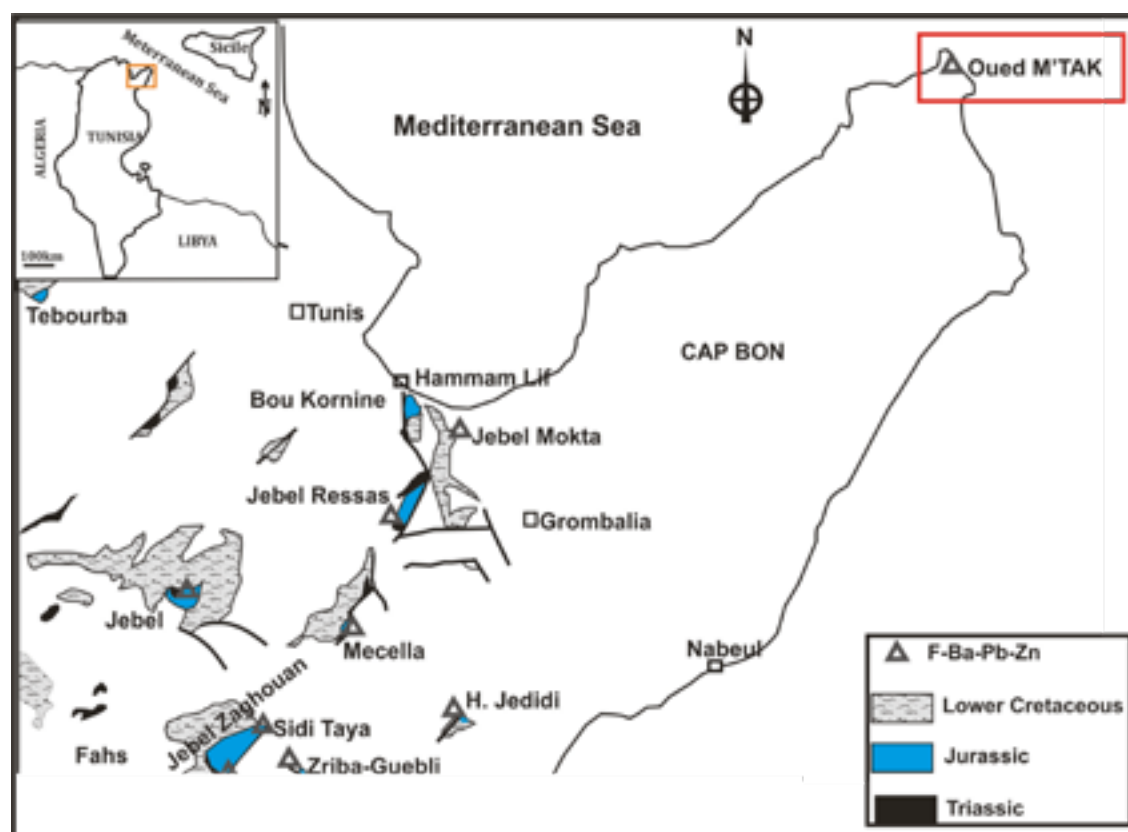 Sicile
Meterranean Sea
N
ALGERIA
TUNISIA
LIBYA
100km
N
Mediterranean Sea
Oued M'TAK
Tebourba
Tunis
CAP BON
Hammam Lif
Bou Kornine
Jebel Mokta
Jebel Ressas
Grombalia
Jebel
Mecella
Nabeul
Jebel Zaghouan
H. Jedidi
Sidi Taya
Fahs
Zriba-Guebli
F-Ba-Pb-Zn
Lower Cretaceous
Jurassic
Triassic